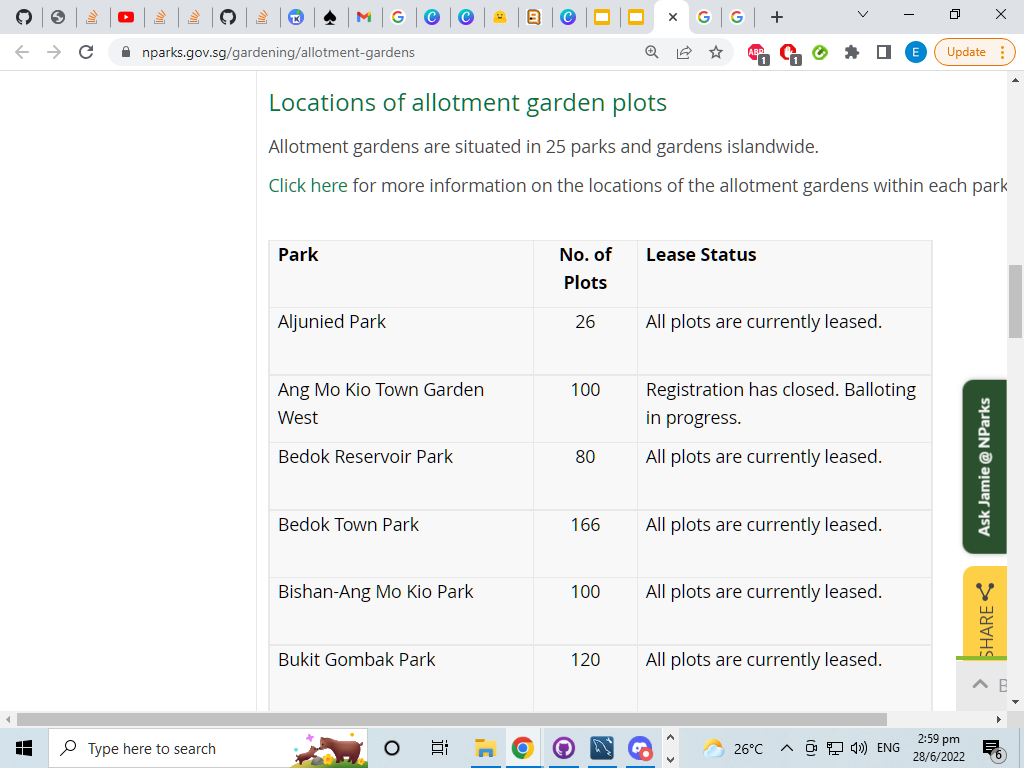 nparks.gov.sg/gardening/allotment-gardens
ABP
1
1
E
Update
Locations of allotment garden plots
Allotment gardens are situated in 25 parks and gardens islandwide.
Click here for more information on the locations of the allotment gardens within each park
Park
No. of Plots
Lease Status
Aljunied Park
26
All plots are currently leased.
Ang Mo Kio Town Garden
West
100
Registration has closed. Balloting
in progress.
Bedok Reservoir Park
80
All plots are currently leased.
Bedok Town Park
166
All plots are currently leased.
Bishan-Ang Mo Kio Park
100
All plots are currently leased.
Bukit Gombak Park
120
All plots are currently leased.
Ask Jamie @ NParks
SHARE
B
Type here to search
26°C
ENG
2:59 pm
28/6/2022
6